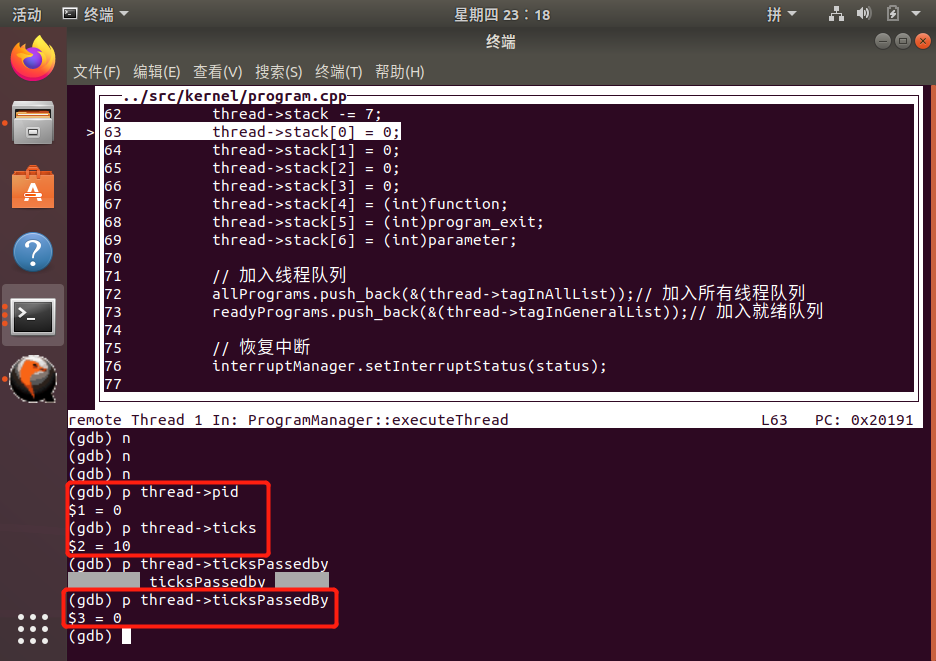 活动 终端 星期四 23:18 拼
终端
文件(F) 编辑(E) 查看(V) 搜索(S) 终端(T) 帮助(H)
../src/kernel/program.cpp
62 thread->stack -= 7;
>63 thread->stack[0] = 0;
64 thread->stack[1] = 0;
65 thread->stack[2] = 0;
66 thread->stack[3] = 0;
67 thread->stack[4] = (int)function;
68 thread->stack[5] = (int)program_exit;
69 thread->stack[6] = (int)parameter;
70
71 // 加入线程队列
72 allPrograms.push_back(&(thread->tagInAllList));// 加入所有线程队列
73 readyPrograms.push_back(&(thread->tagInGeneralList));// 加入就绪队列
74
75 // 恢复中断
76 interruptManager.setInterruptStatus(status);
77
remote Thread 1 In: ProgramManager::executeThread L63 PC: 0x20191
(gdb) n
(gdb) n
(gdb) n
(gdb) p thread->pid
$1 = 0
(gdb) p thread->ticks
$2 = 10
(gdb) p thread->ticksPassedby
ticksPassedby
(gdb) p thread->ticksPassedBy
$3 = 0
(gdb)